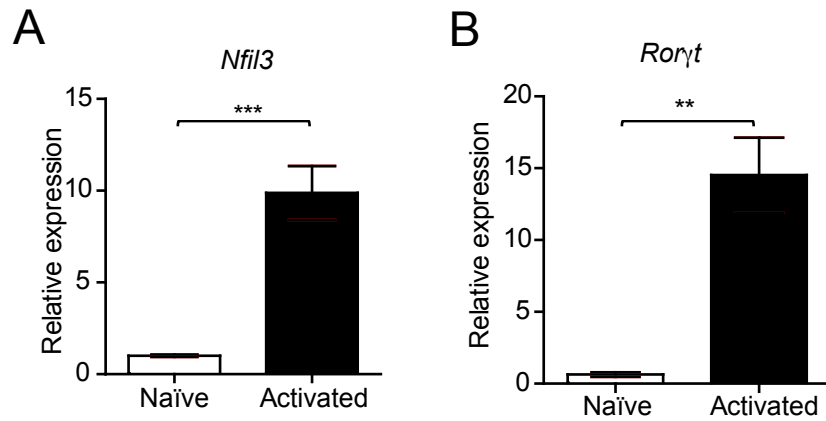 A
Nfil3
Relative expression
15
10
5
0
***
Naïve
Activated
B
Rorγt
Relative expression
20
15
10
5
0
**
Naïve
Activated